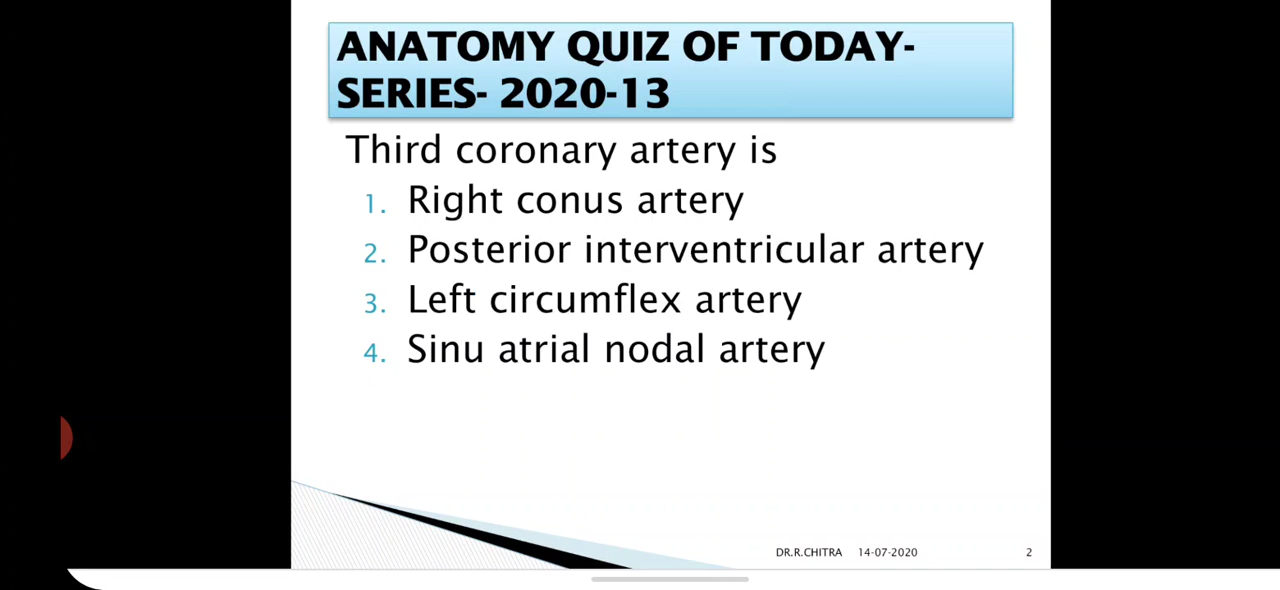 ANATOMY QUIZ OF TODAY-
SERIES- 2020-13
Third coronary artery is
1. Right conus artery
2. Posterior interventricular artery
3. Left circumflex artery
4. Sinu atrial nodal artery
DR.R.CHITRA 14-07-2020 2